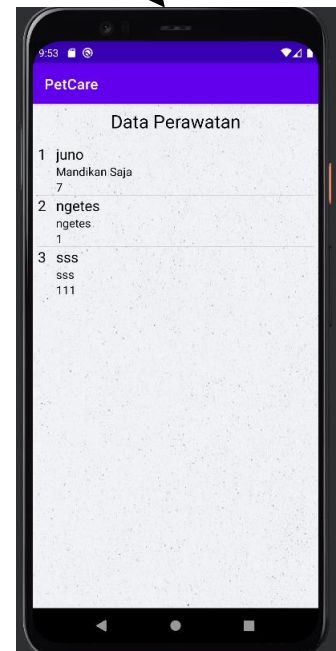 9:53
PetCare
Data Perawatan
1 juno
Mandikan Saja
7
2 ngetes
ngetes
1
3 sss
sss
111